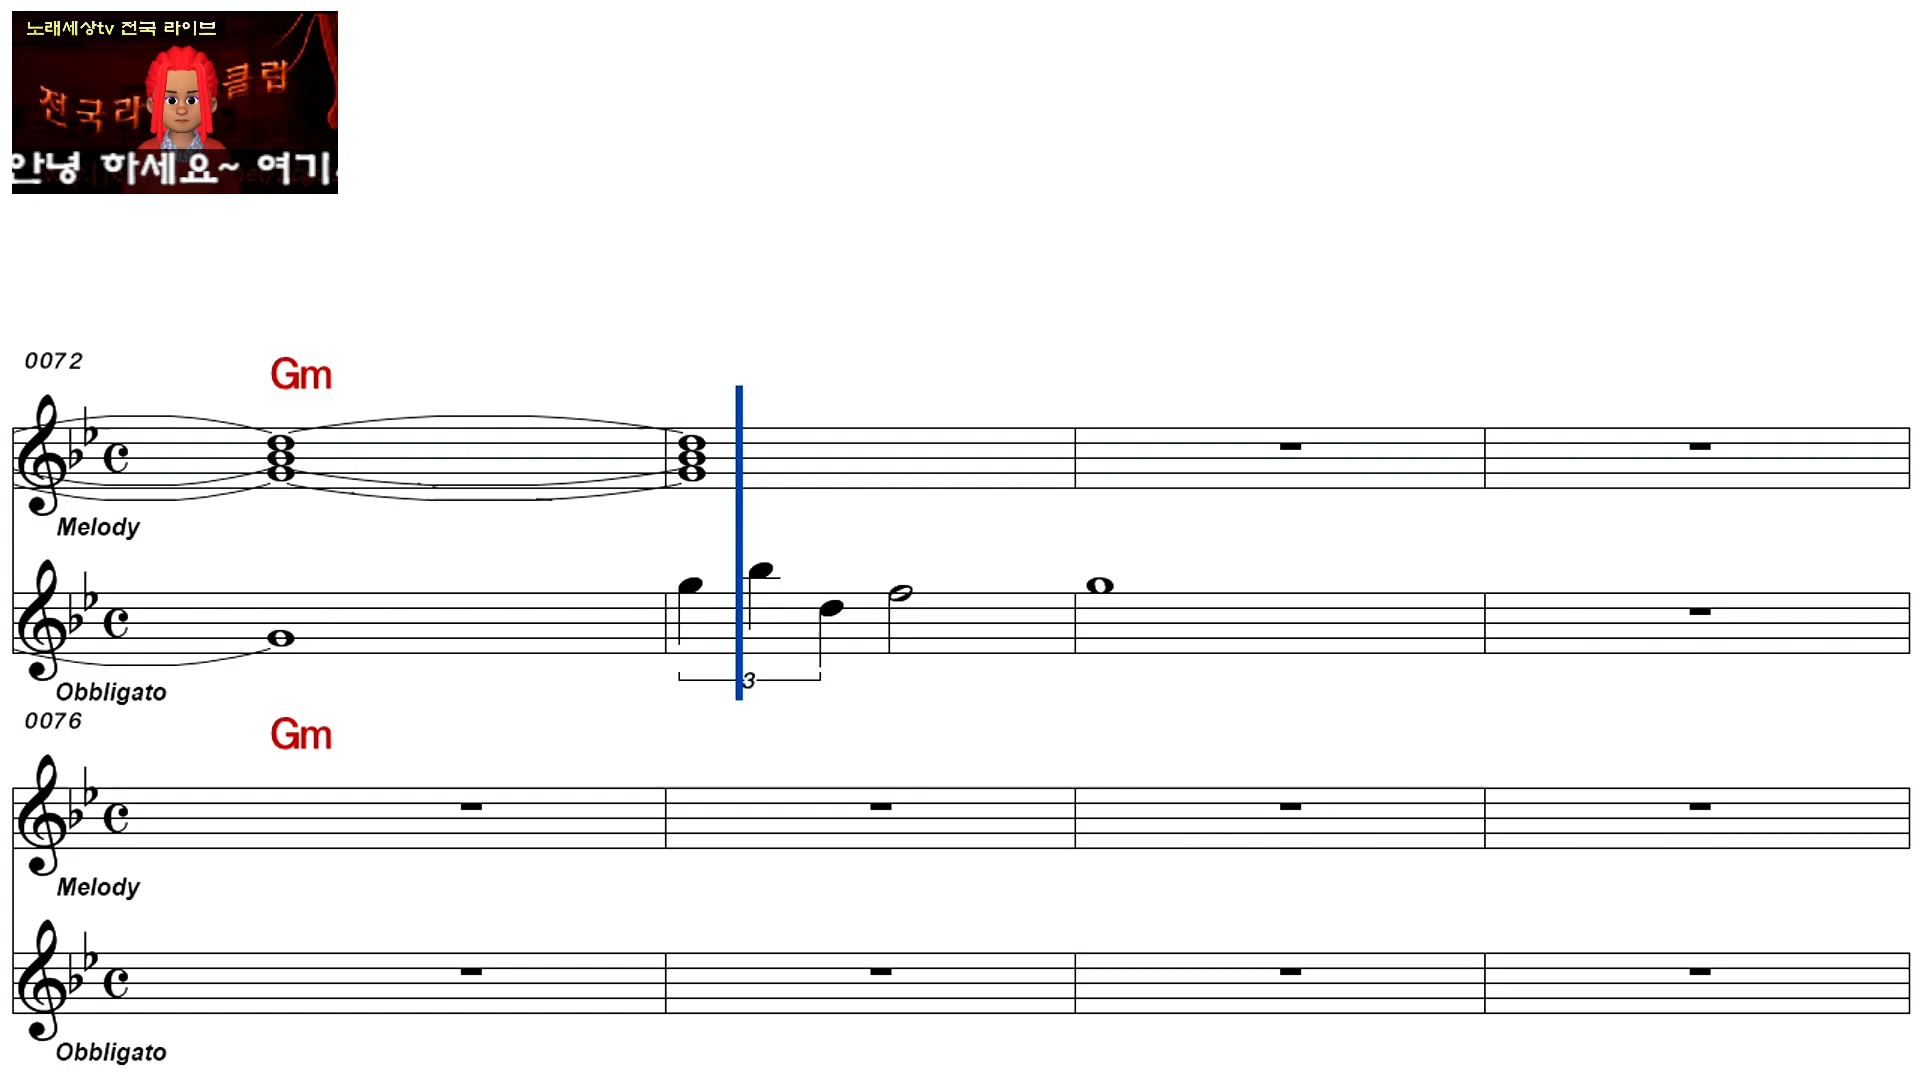 노래세상tv 전국 라이브
전국라 클럽
안녕 하세요~ 여기
0072
Gm
Melody
3
Obbligato
0076
Gm
Melody
Obbligato